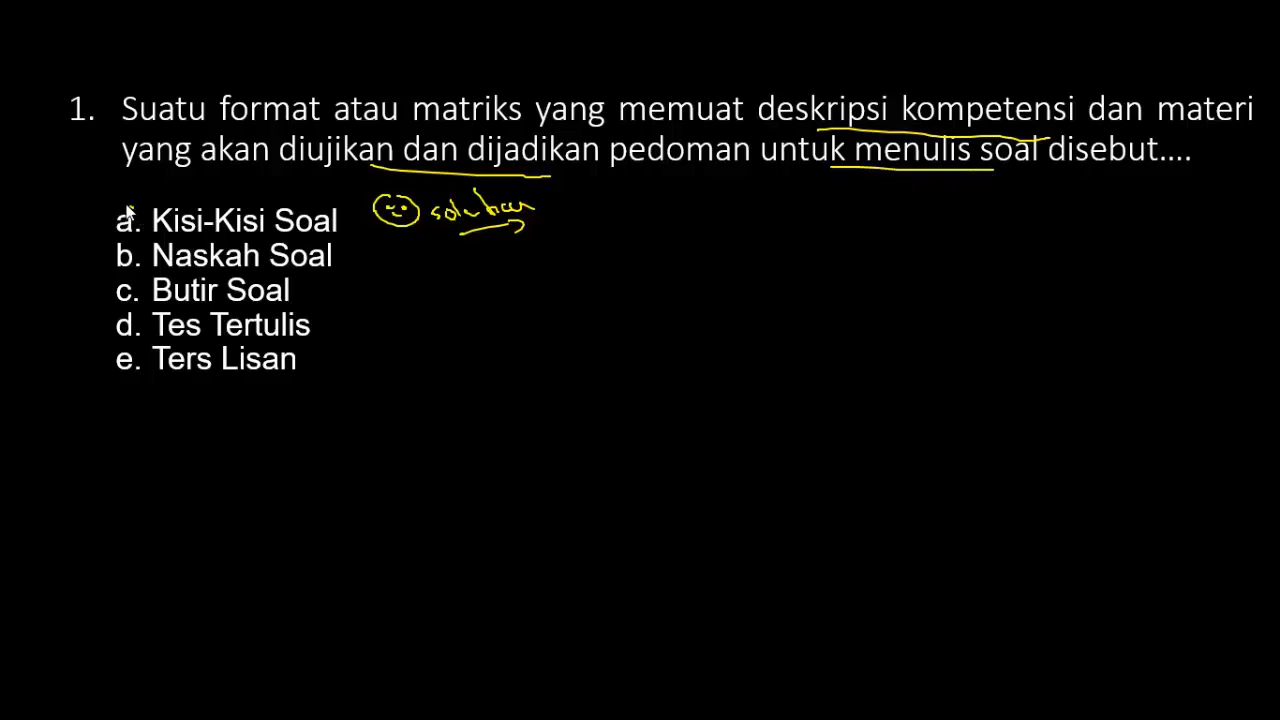 1. Suatu format atau matriks yang memuat deskripsi kompetensi dan materi
yang akan diujikan dan dijadikan pedoman untuk menulis soal disebut....
a. Kisi-Kisi Soal
b. Naskah Soal
c. Butir Soal
d. Tes Tertulis
e. Ters Lisan